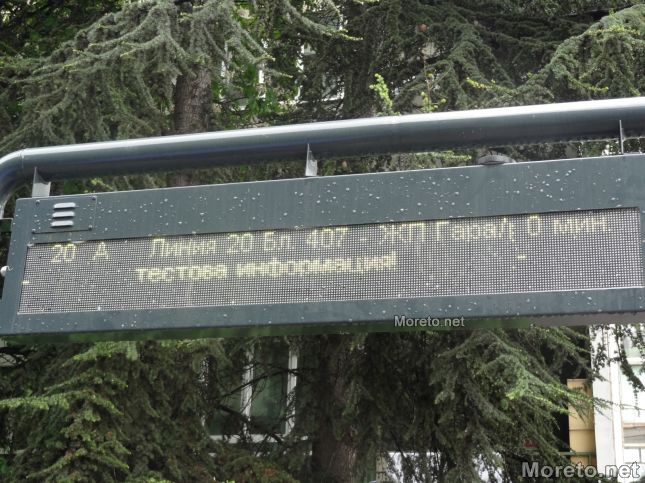 20 А Линия 20 Бл. 407 - ЖП Гара/( 0 мин.
тестова информация!
Moreto.net
Moreto.net